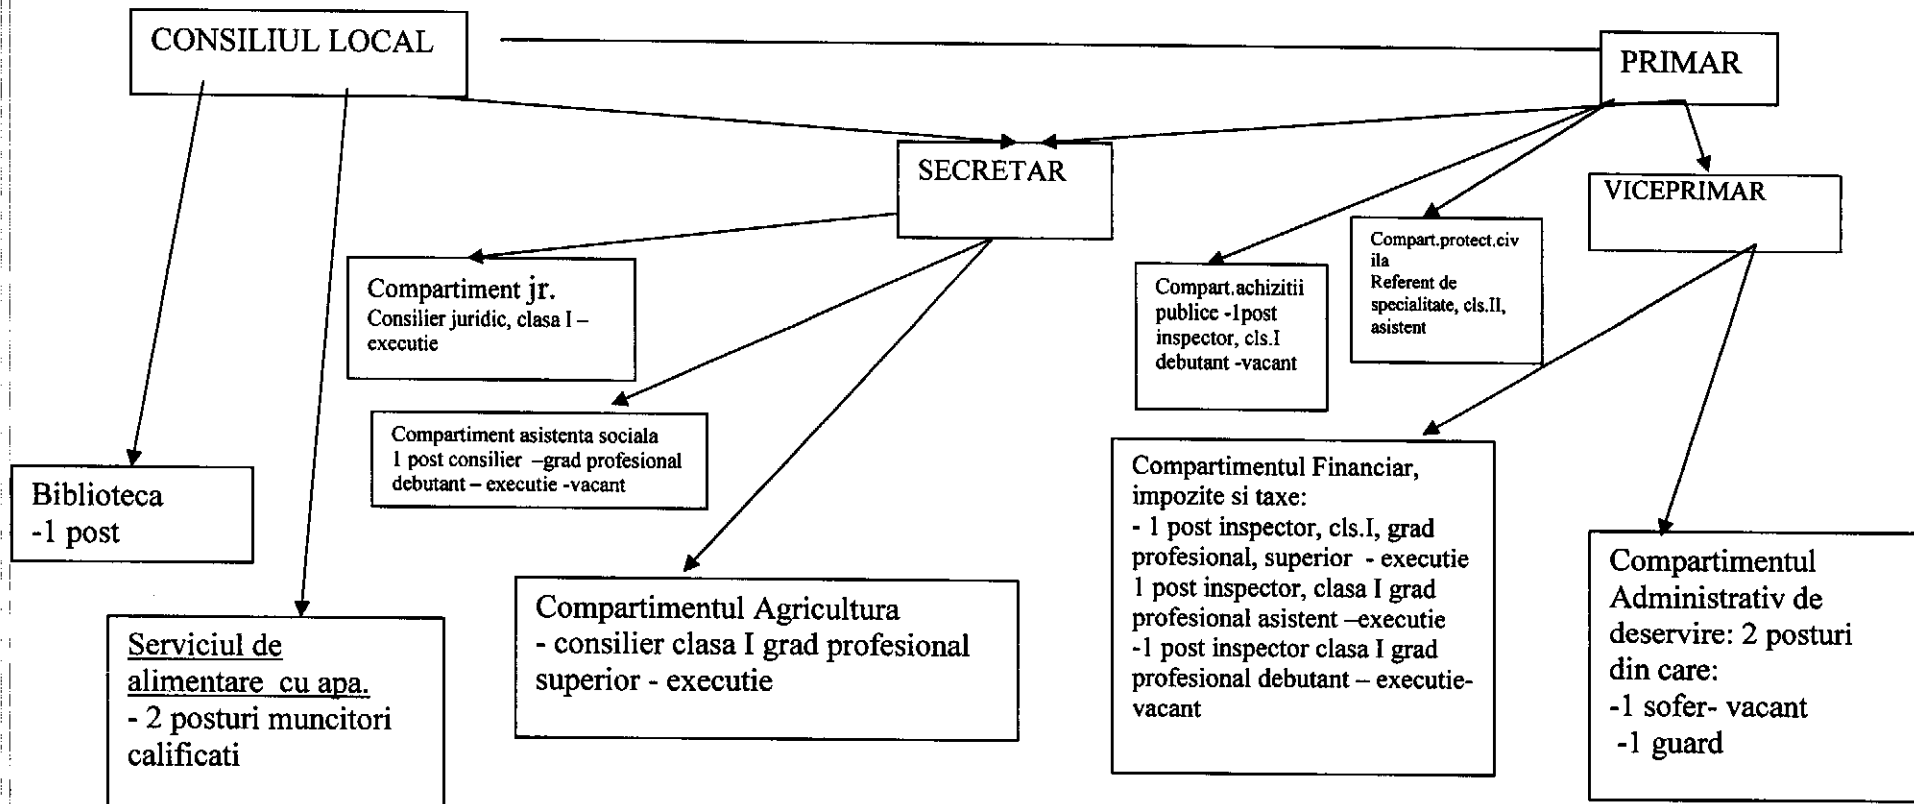 CONSILIUL LOCAL
PRIMAR
SECRETAR
VICEPRIMAR
Compartiment jr.
Consilier juridic, clasa I –
executie
Compart.achizitii
publice -1post
inspector, cls.I
debutant -vacant
Compart.protect.civ
ila
Referent de
specialitate, cls.II,
asistent
Compartiment asistenta sociala
1 post consilier –grad profesional
debutant – executie -vacant
Biblioteca
-1 post
Serviciul de
alimentare cu apa.
- 2 posturi muncitori
calificati
Compartimentul Agricultura
- consilier clasa I grad profesional
superior - executie
Compartimentul Financiar,
impozite si taxe:
- 1 post inspector, cls.I, grad
profesional, superior - executie
1 post inspector, clasa I grad
profesional asistent –executie
-1 post inspector clasa I grad
profesional debutant – executie-
vacant
Compartimentul
Administrativ de
deservire: 2 posturi
din care:
-1 sofer- vacant
-1 guard